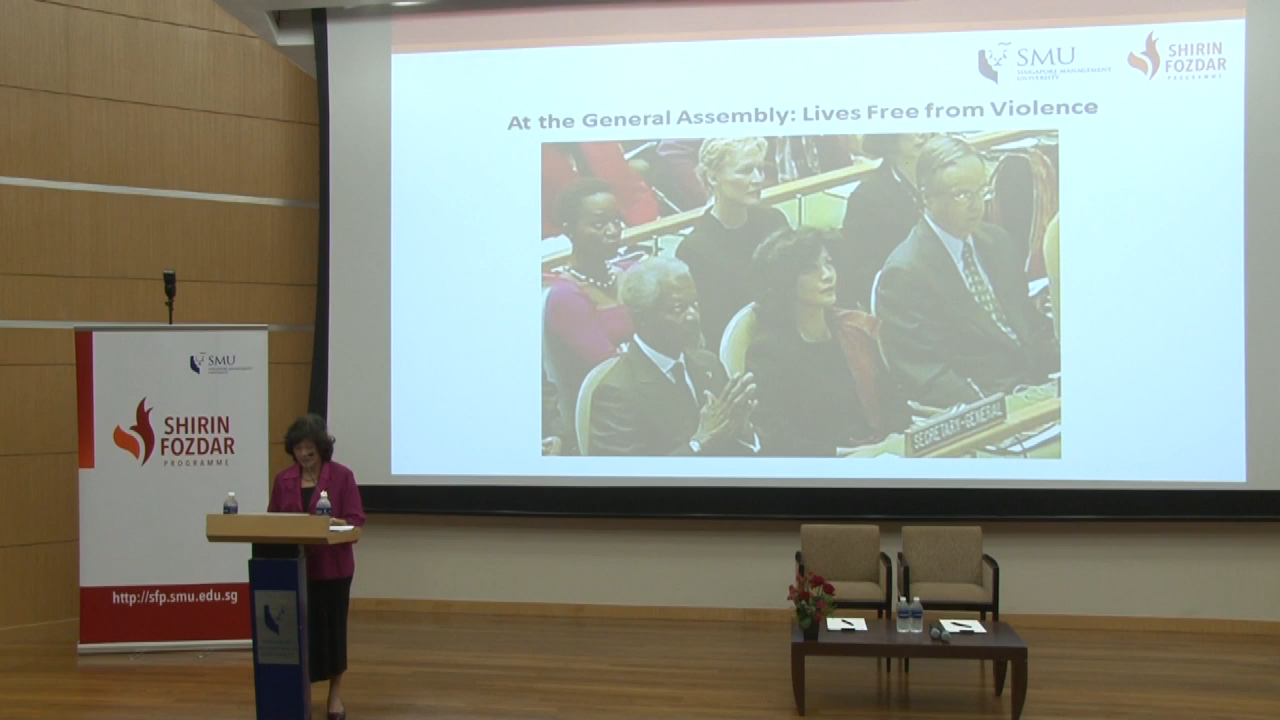 SMU
SINGAPORE MANAGEMENT
UNIVERSITY
SHIRIN
FOZDAR
PROGRAMME
At the General Assembly: Lives Free from Violence
SECRETARY-GENERAL
SMU
SHIRIN
FOZDAR
PROGRAMME
http://sfp.smu.edu.sg